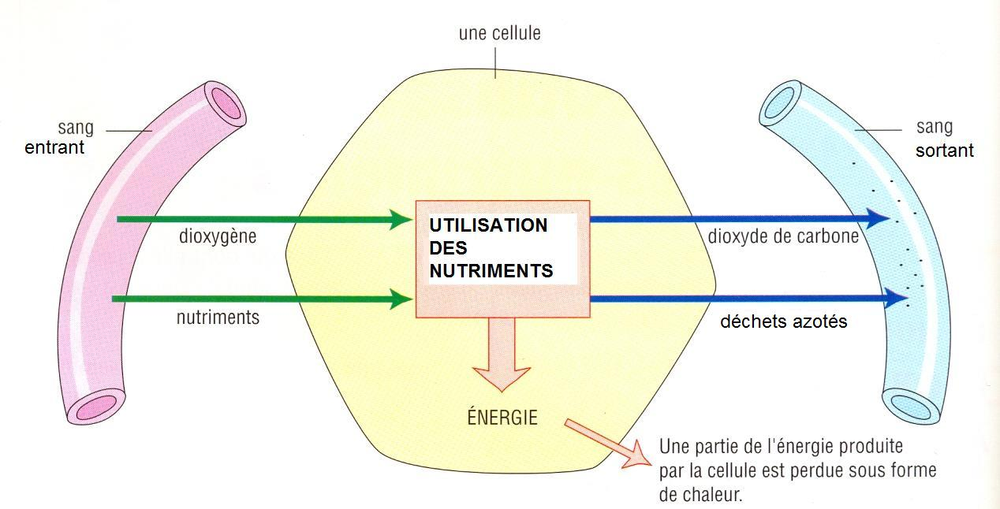 une cellule
sang
entrant
sang
sortant
dioxygène
nutriments
UTILISATION
DES
NUTRIMENTS
dioxyde de carbone
déchets azotés
ÉNERGIE
Une partie de l'énergie produite
par la cellule est perdue sous forme
de chaleur.